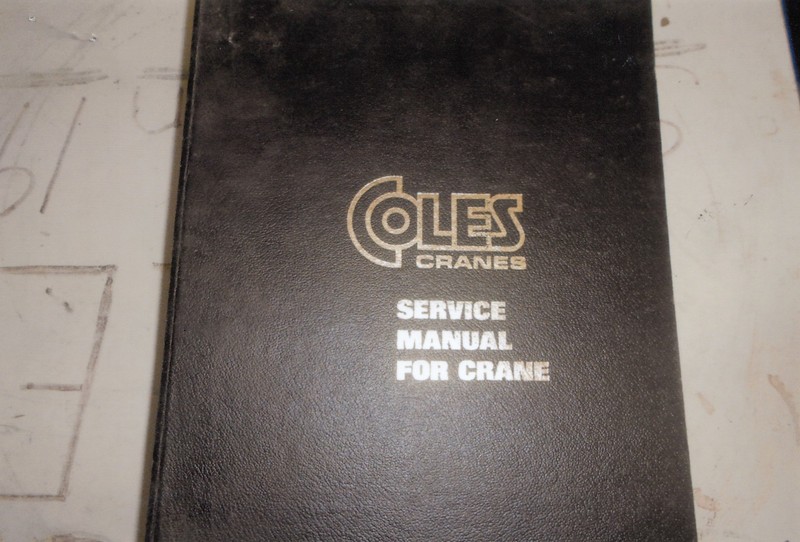 COLES
CRANES
SERVICE
MANUAL
FOR CRANE